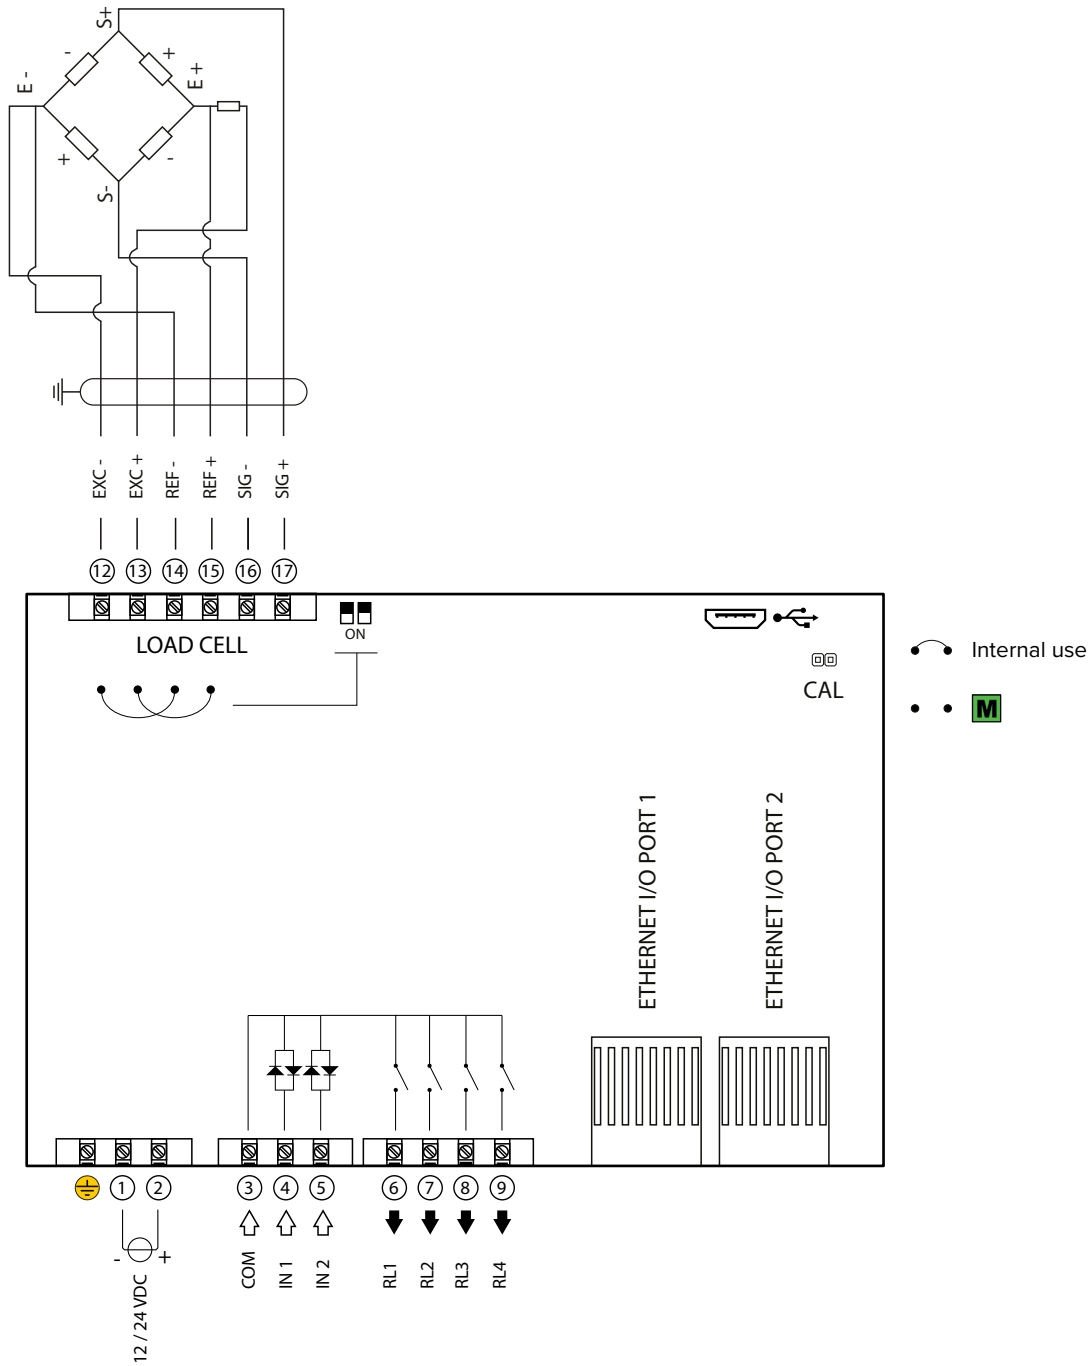 S+
- +
E -
E +
+ -
S-
EXC -
EXC +
REF -
REF +
SIG -
SIG +
12 13 14 15 16 17
LOAD CELL
ON
CAL
Internal use
M
ETHERNET I/O PORT 1
ETHERNET I/O PORT 2
1 2 3 4 5 6 7 8 9
- +
12 / 24 VDC
COM
IN 1
IN 2
RL1
RL2
RL3
RL4